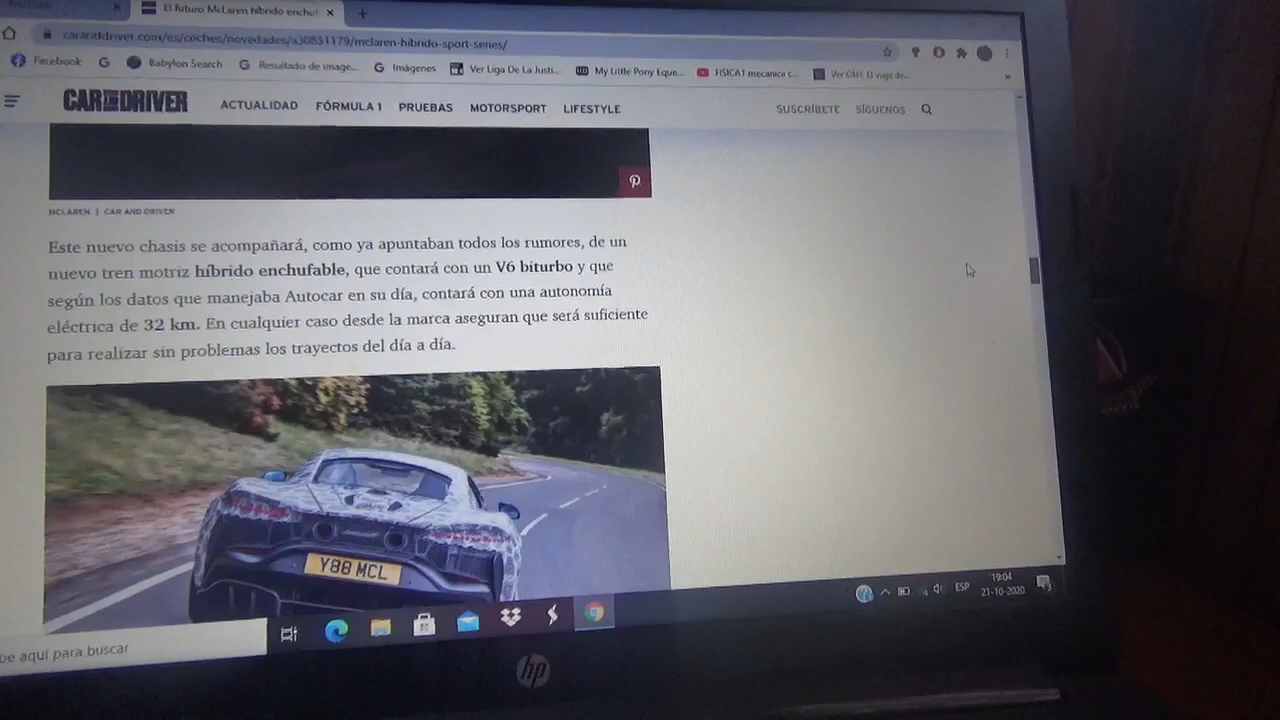 El futuro McLaren híbrido enchuf
caranddriver.com/es/coches/novedades/a30831179/mclaren-hibrido-sport-series/
Facebook
Babylon Search
Resultado de image...
Imágenes
Ver Liga De La Justi...
My Little Pony Eque...
FISICA1 mecanica c...
CAR AND DRIVER
ACTUALIDAD
FÓRMULA 1
PRUEBAS
MOTORSPORT
LIFESTYLE
SUSCRÍBETE
SÍGUENOS
MCLAREN | CAR AND DRIVER
Este nuevo chasis se acompañará, como ya apuntaban todos los rumores, de un
nuevo tren motriz híbrido enchufable, que contará con un V6 biturbo y que
según los datos que manejaba Autocar en su día, contará con una autonomía
eléctrica de 32 km. En cualquier caso desde la marca aseguran que será suficiente
para realizar sin problemas los trayectos del día a día.
Y88 MCL
be aquí para buscar
ESP
19:04
21-10-2020
hp